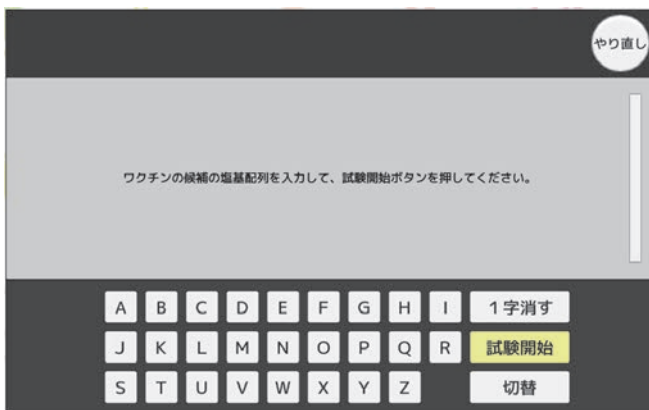 やり直し
ワクチンの候補の塩基配列を入力して、試験開始ボタンを押してください。
A B C D E F G H I 1字消す
J K L M N O P Q R 試験開始
S T U V W X Y Z 切替